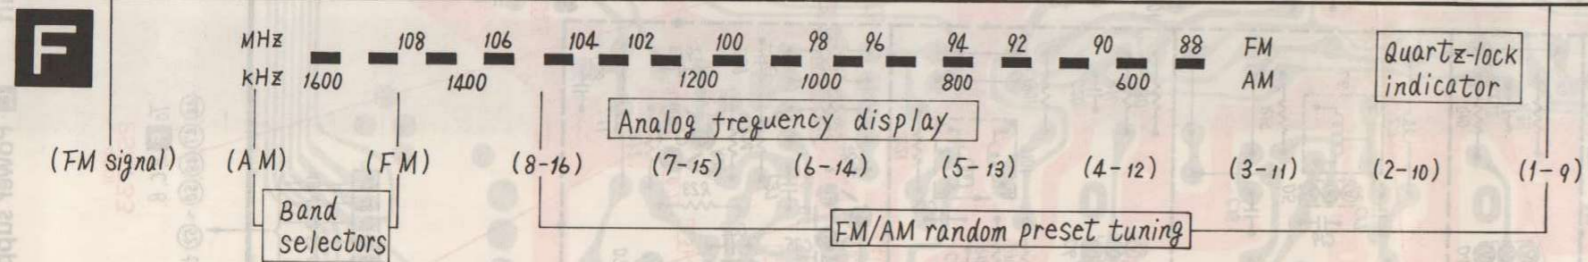 F
MHz 108 106 104 102 100 98 96 94 92 90 88 FM
kHz 1600 1400 1200 1000 800 600 AM
Quartz-lock
indicator
Analog frequency display
(FM signal) (AM) (FM) (8-16) (7-15) (6-14) (5-13) (4-12) (3-11) (2-10) (1-9)
Band
selectors
FM/AM random preset tuning
Power supp